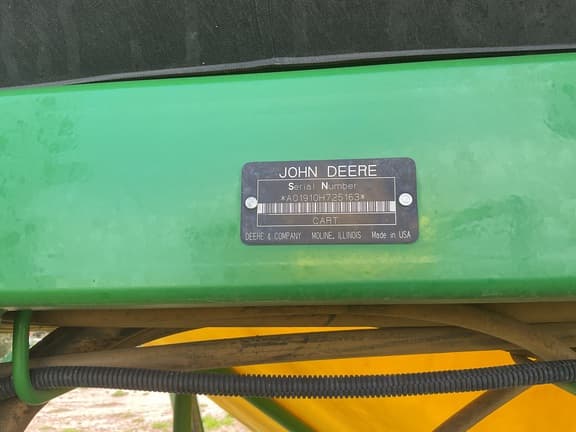 JOHN DEERE
Serial Number
*A01910H725163*
CART
DEERE & COMPANY MOLINE, ILLINOIS Made in USA